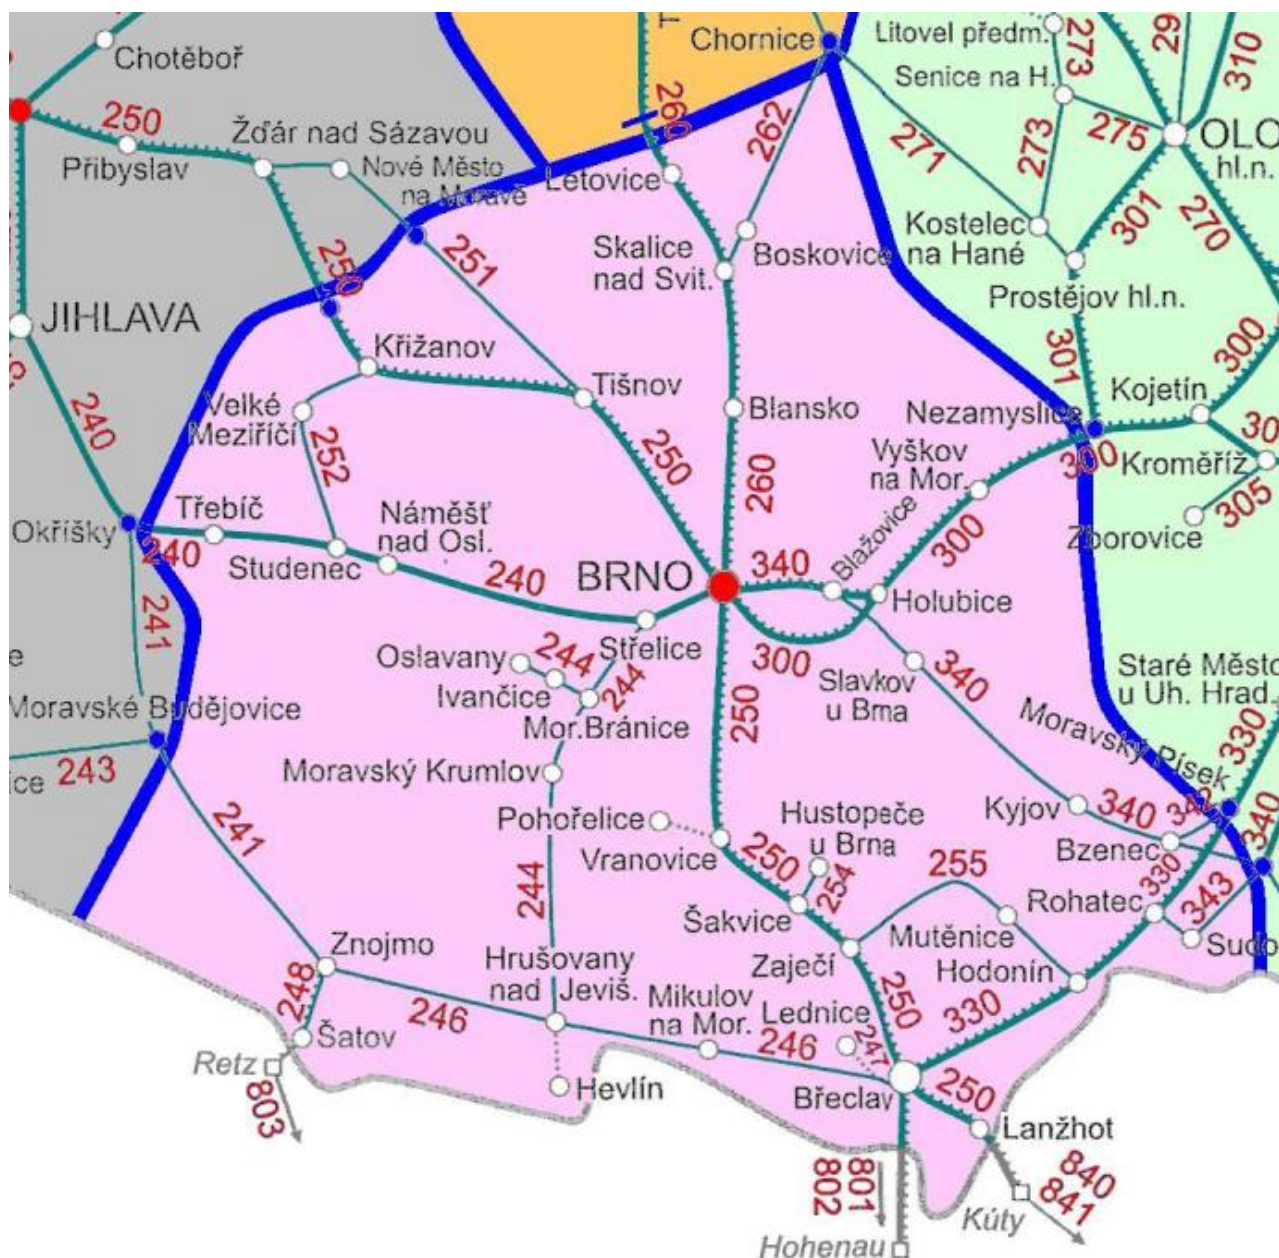 Chotěboř
250
Přibyslav
Žďár nad Sázavou
Nové Město
na Moravě
JIHLAVA
240
Okříšky
250
251
T
260
Letovice
Chornice
262
Boskovice
Skalice
nad Svit.
Litovel předm.
273
29
310
Senice na H.
275
OLO
hl.n.
271
273
Kostelec
na Hané
301
270
Prostějov hl.n.
301
300
Kojetín
Nezamyslice
300
Kroměříž
30
305
Zborovice
Křižanov
Tišnov
Velké
Meziříčí
252
250
Blansko
260
Vyškov
na Mor.
300
Třebíč
240
Studenec
Náměšť
nad Osl.
240
BRNO
340
Blažovice
Holubice
300
Střelice
241
Oslavany
244
Ivančice
244
Mor.Bránice
250
Slavkov
u Brna
340
Staré Město
u Uh. Hrad.
330
e
Moravské Budějovice
243
ice
Moravský Krumlov
Moravský Písek
Pohořelice
Vranovice
Hustopeče
u Brna
Kyjov
340
342
340
Bzenec
241
244
250
254
255
Rohatec
330
343
Sudo
Šakvice
Mutěnice
Zaječí
Hodonín
Znojmo
Hrušovany
nad Jeviš.
248
246
Mikulov
na Mor.
Lednice
250
330
246
247
Šatov
Retz
803
Hevlín
Břeclav
250
Lanžhot
801
802
840
841
Kúty
Hohenau